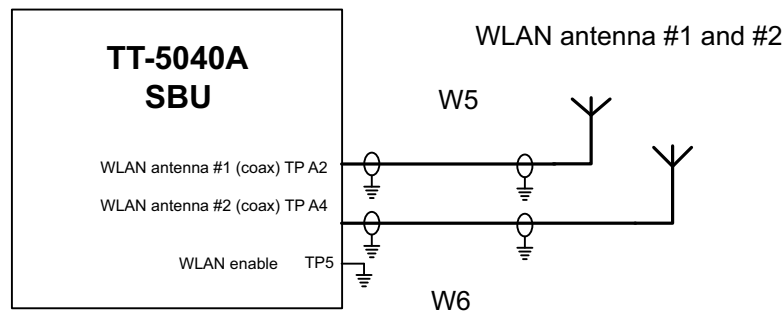 WLAN antenna #1 and #2
TT-5040A
SBU
W5
WLAN antenna #1 (coax) TP A2
WLAN antenna #2 (coax) TP A4
WLAN enable TP5
W6